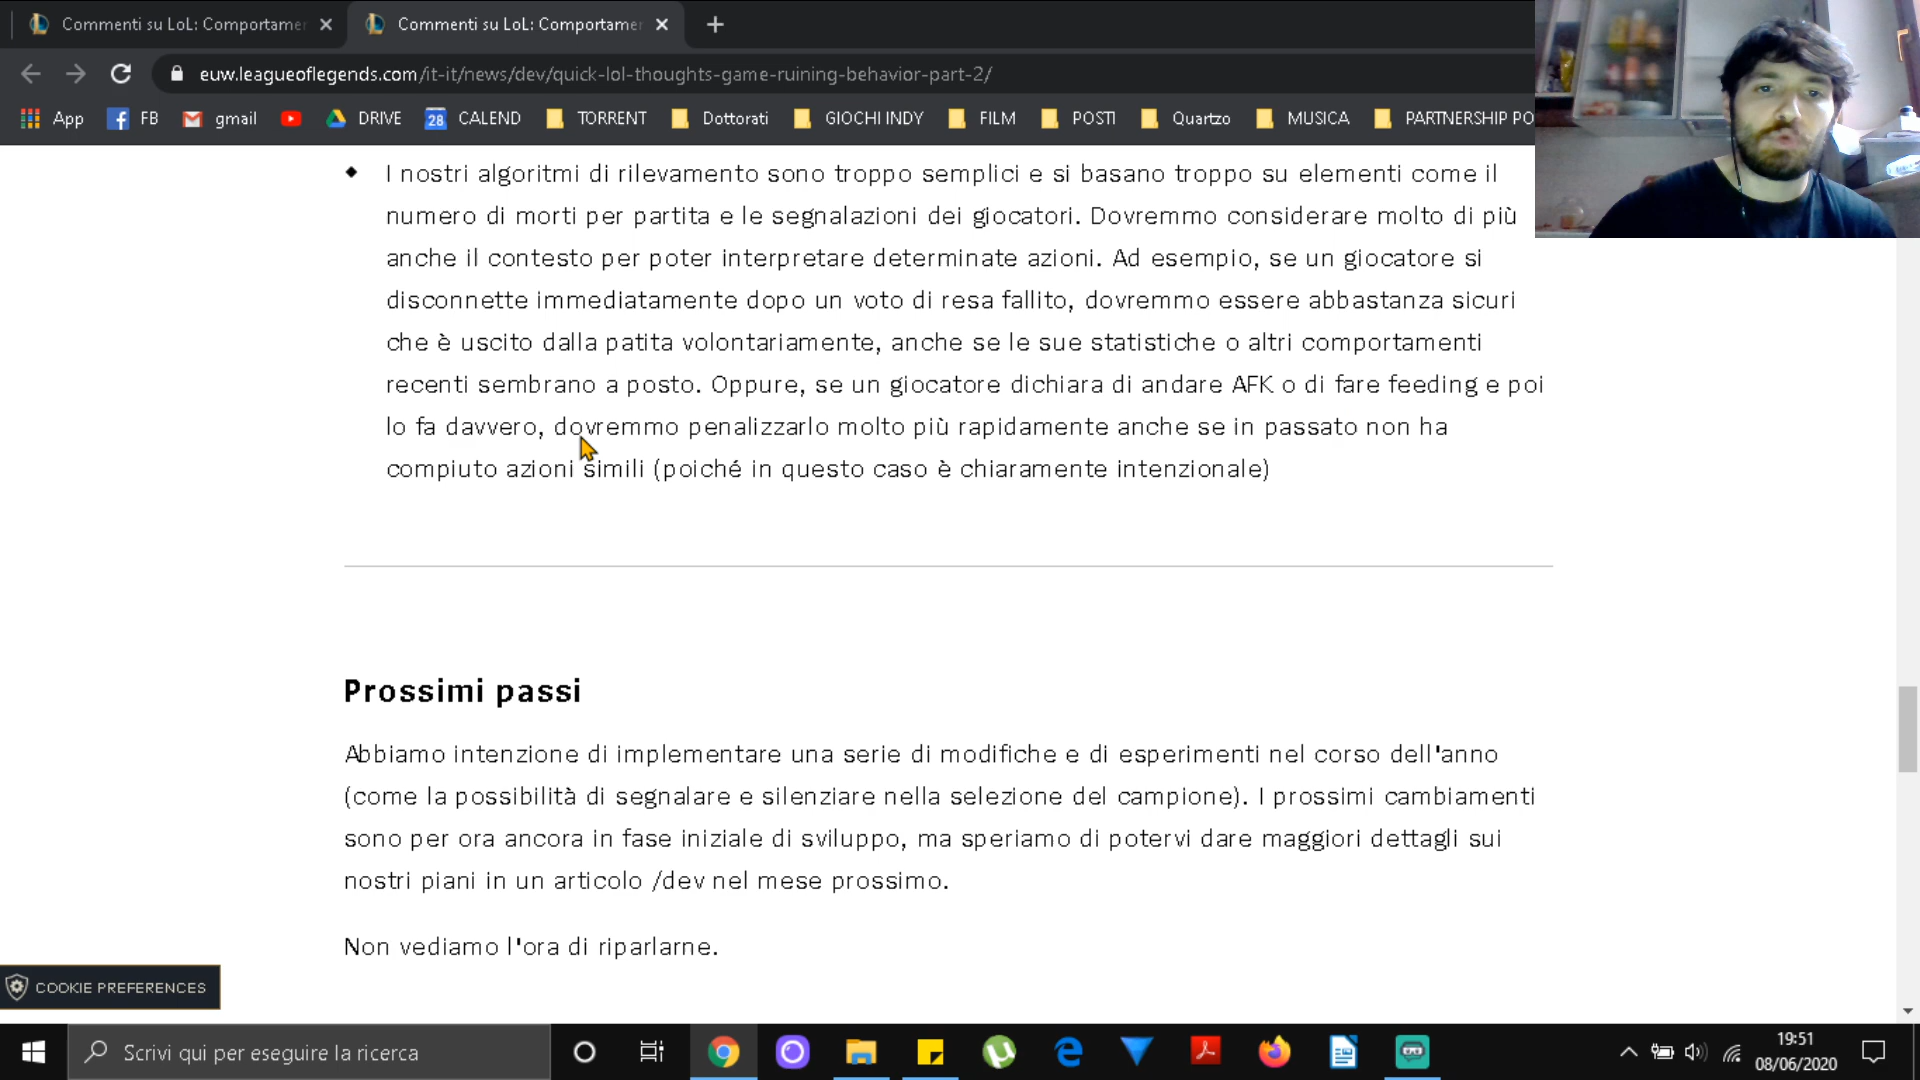 Commenti su LoL: Comportamen
Commenti su LoL: Comportamen
euw.leagueoflegends.com/it-it/news/dev/quick-lol-thoughts-game-ruining-behavior-part-2/
App FB gmail DRIVE 28 CALEND TORRENT Dottorati GIOCHI INDY FILM POSTI Quartzo MUSICA PARTNERSHIP PO
I nostri algoritmi di rilevamento sono troppo semplici e si basano troppo su elementi come il
numero di morti per partita e le segnalazioni dei giocatori. Dovremmo considerare molto di più
anche il contesto per poter interpretare determinate azioni. Ad esempio, se un giocatore si
disconnette immediatamente dopo un voto di resa fallito, dovremmo essere abbastanza sicuri
che è uscito dalla patita volontariamente, anche se le sue statistiche o altri comportamenti
recenti sembrano a posto. Oppure, se un giocatore dichiara di andare AFK o di fare feeding e poi
lo fa davvero, dovremmo penalizzarlo molto più rapidamente anche se in passato non ha
compiuto azioni simili (poiché in questo caso è chiaramente intenzionale)
Prossimi passi
Abbiamo intenzione di implementare una serie di modifiche e di esperimenti nel corso dell'anno
(come la possibilità di segnalare e silenziare nella selezione del campione). I prossimi cambiamenti
sono per ora ancora in fase iniziale di sviluppo, ma speriamo di potervi dare maggiori dettagli sui
nostri piani in un articolo /dev nel mese prossimo.
Non vediamo l'ora di riparlarne.
COOKIE PREFERENCES
Scrivi qui per eseguire la ricerca
19:51
08/06/2020